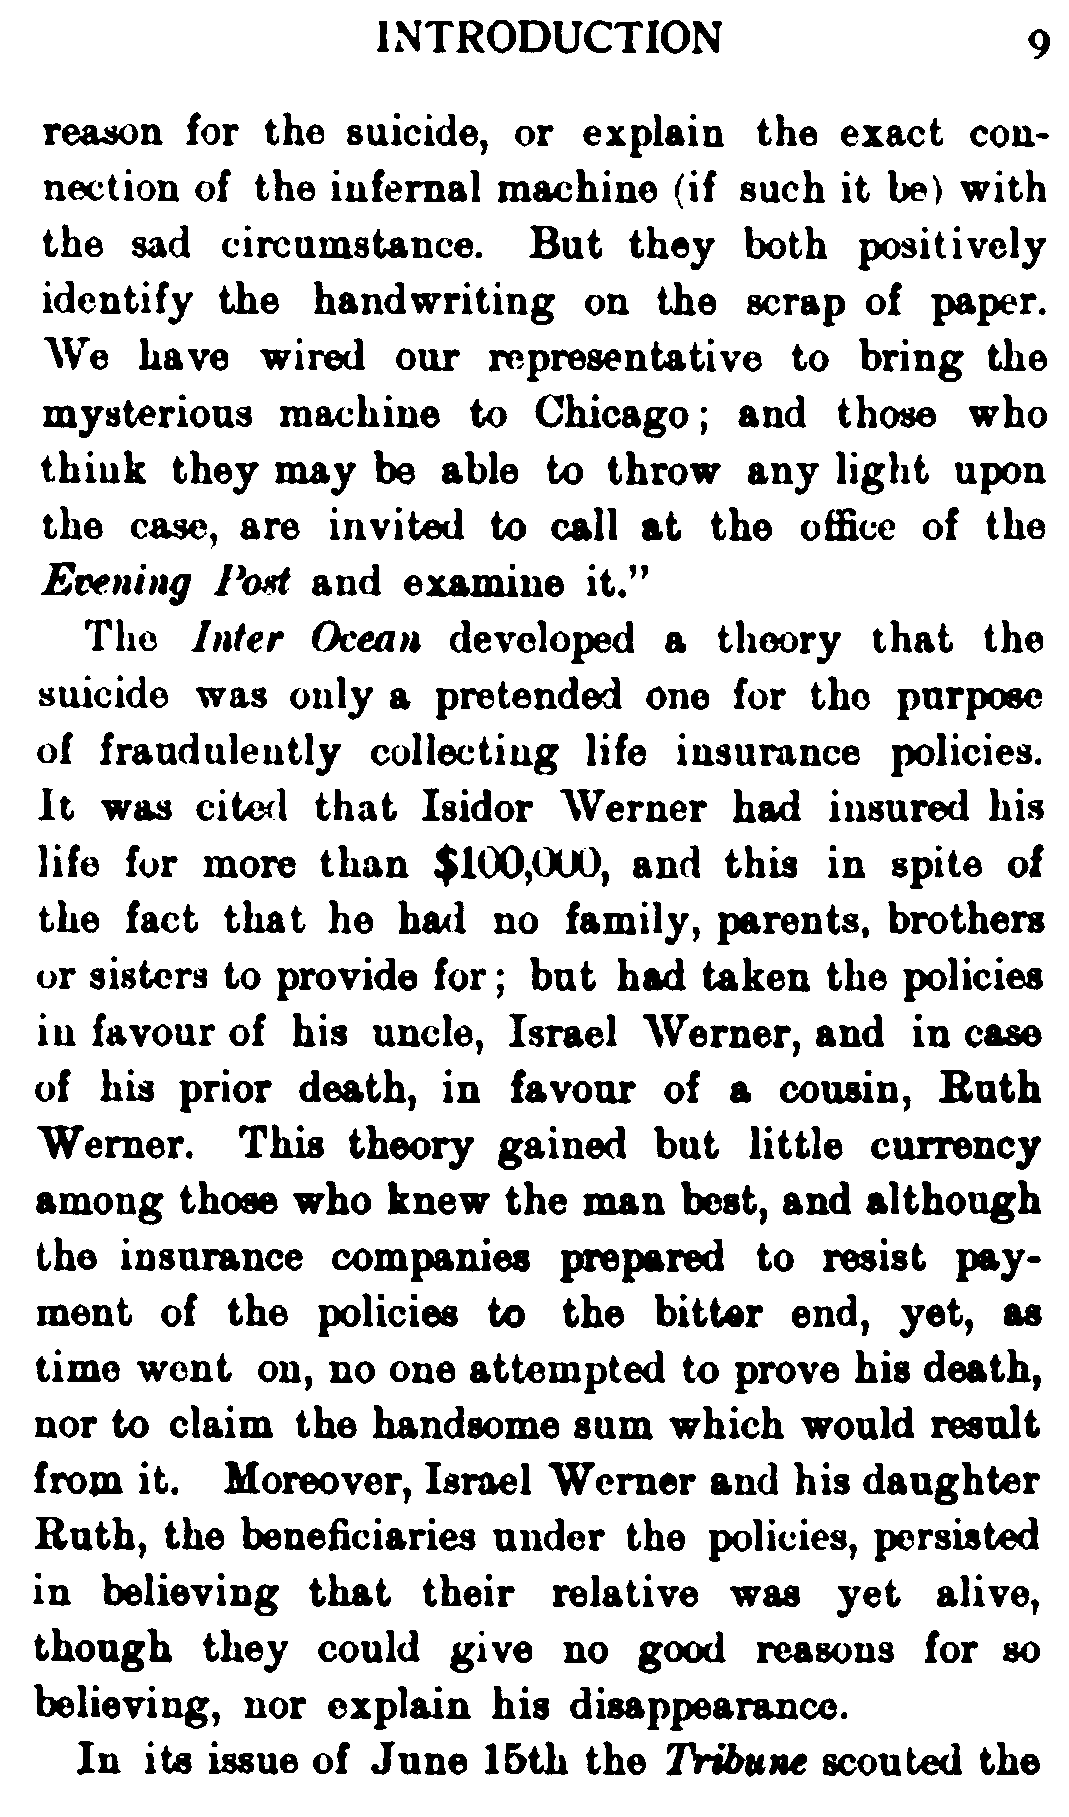 INTRODUCTION 9
reason for the suicide, or explain the exact con-
nection of the infernal machine (if such it be) with
the sad circumstance. But they both positively
identify the handwriting on the scrap of paper.
We have wired our representative to bring the
mysterious machine to Chicago; and those who
think they may be able to throw any light upon
the case, are invited to call at the office of the
Evening Post and examine it."
The Inter Ocean developed a theory that the
suicide was only a pretended one for the purpose
of fraudulently collecting life insurance policies.
It was cited that Isidor Werner had insured his
life for more than $100,000, and this in spite of
the fact that he had no family, parents, brothers
or sisters to provide for; but had taken the policies
in favour of his uncle, Israel Werner, and in case
of his prior death, in favour of a cousin, Ruth
Werner. This theory gained but little currency
among those who knew the man best, and although
the insurance companies prepared to resist pay-
ment of the policies to the bitter end, yet, as
time went on, no one attempted to prove his death,
nor to claim the handsome sum which would result
from it. Moreover, Israel Werner and his daughter
Ruth, the beneficiaries under the policies, persisted
in believing that their relative was yet alive,
though they could give no good reasons for so
believing, nor explain his disappearance.
In its issue of June 15th the Tribune scouted the